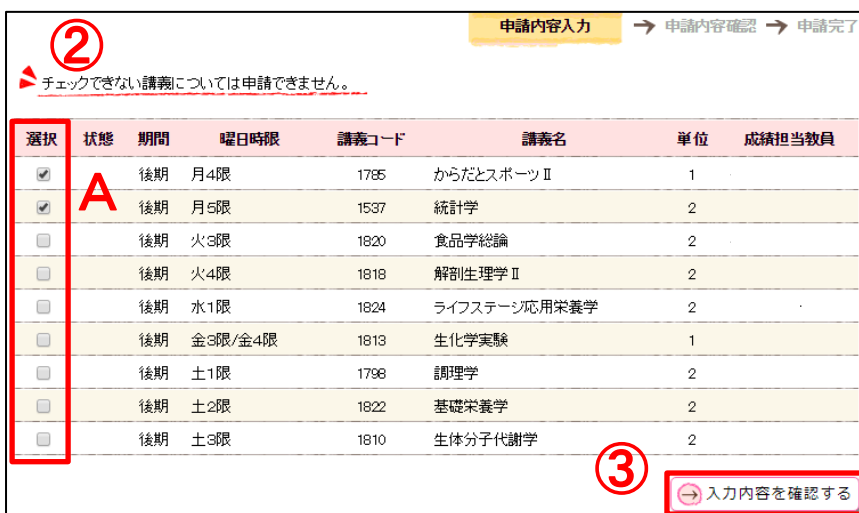 申請内容入力 → 申請内容確認 → 申請完了
②
チェックできない講義については申請できません。
選択 状態 期間 曜日時限 講義コード 講義名 単位 成績担当教員
後期 月4限 1785 からだとスポーツⅡ 1
A
後期 月5限 1537 統計学 2
後期 火3限 1820 食品学総論 2
後期 火4限 1818 解剖生理学Ⅱ 2
後期 水1限 1824 ライフステージ応用栄養学 2
後期 金3限/金4限 1813 生化学実験 1
後期 土1限 1798 調理学 2
後期 土2限 1822 基礎栄養学 2
後期 土3限 1810 生体分子代謝学 2
③
入力内容を確認する